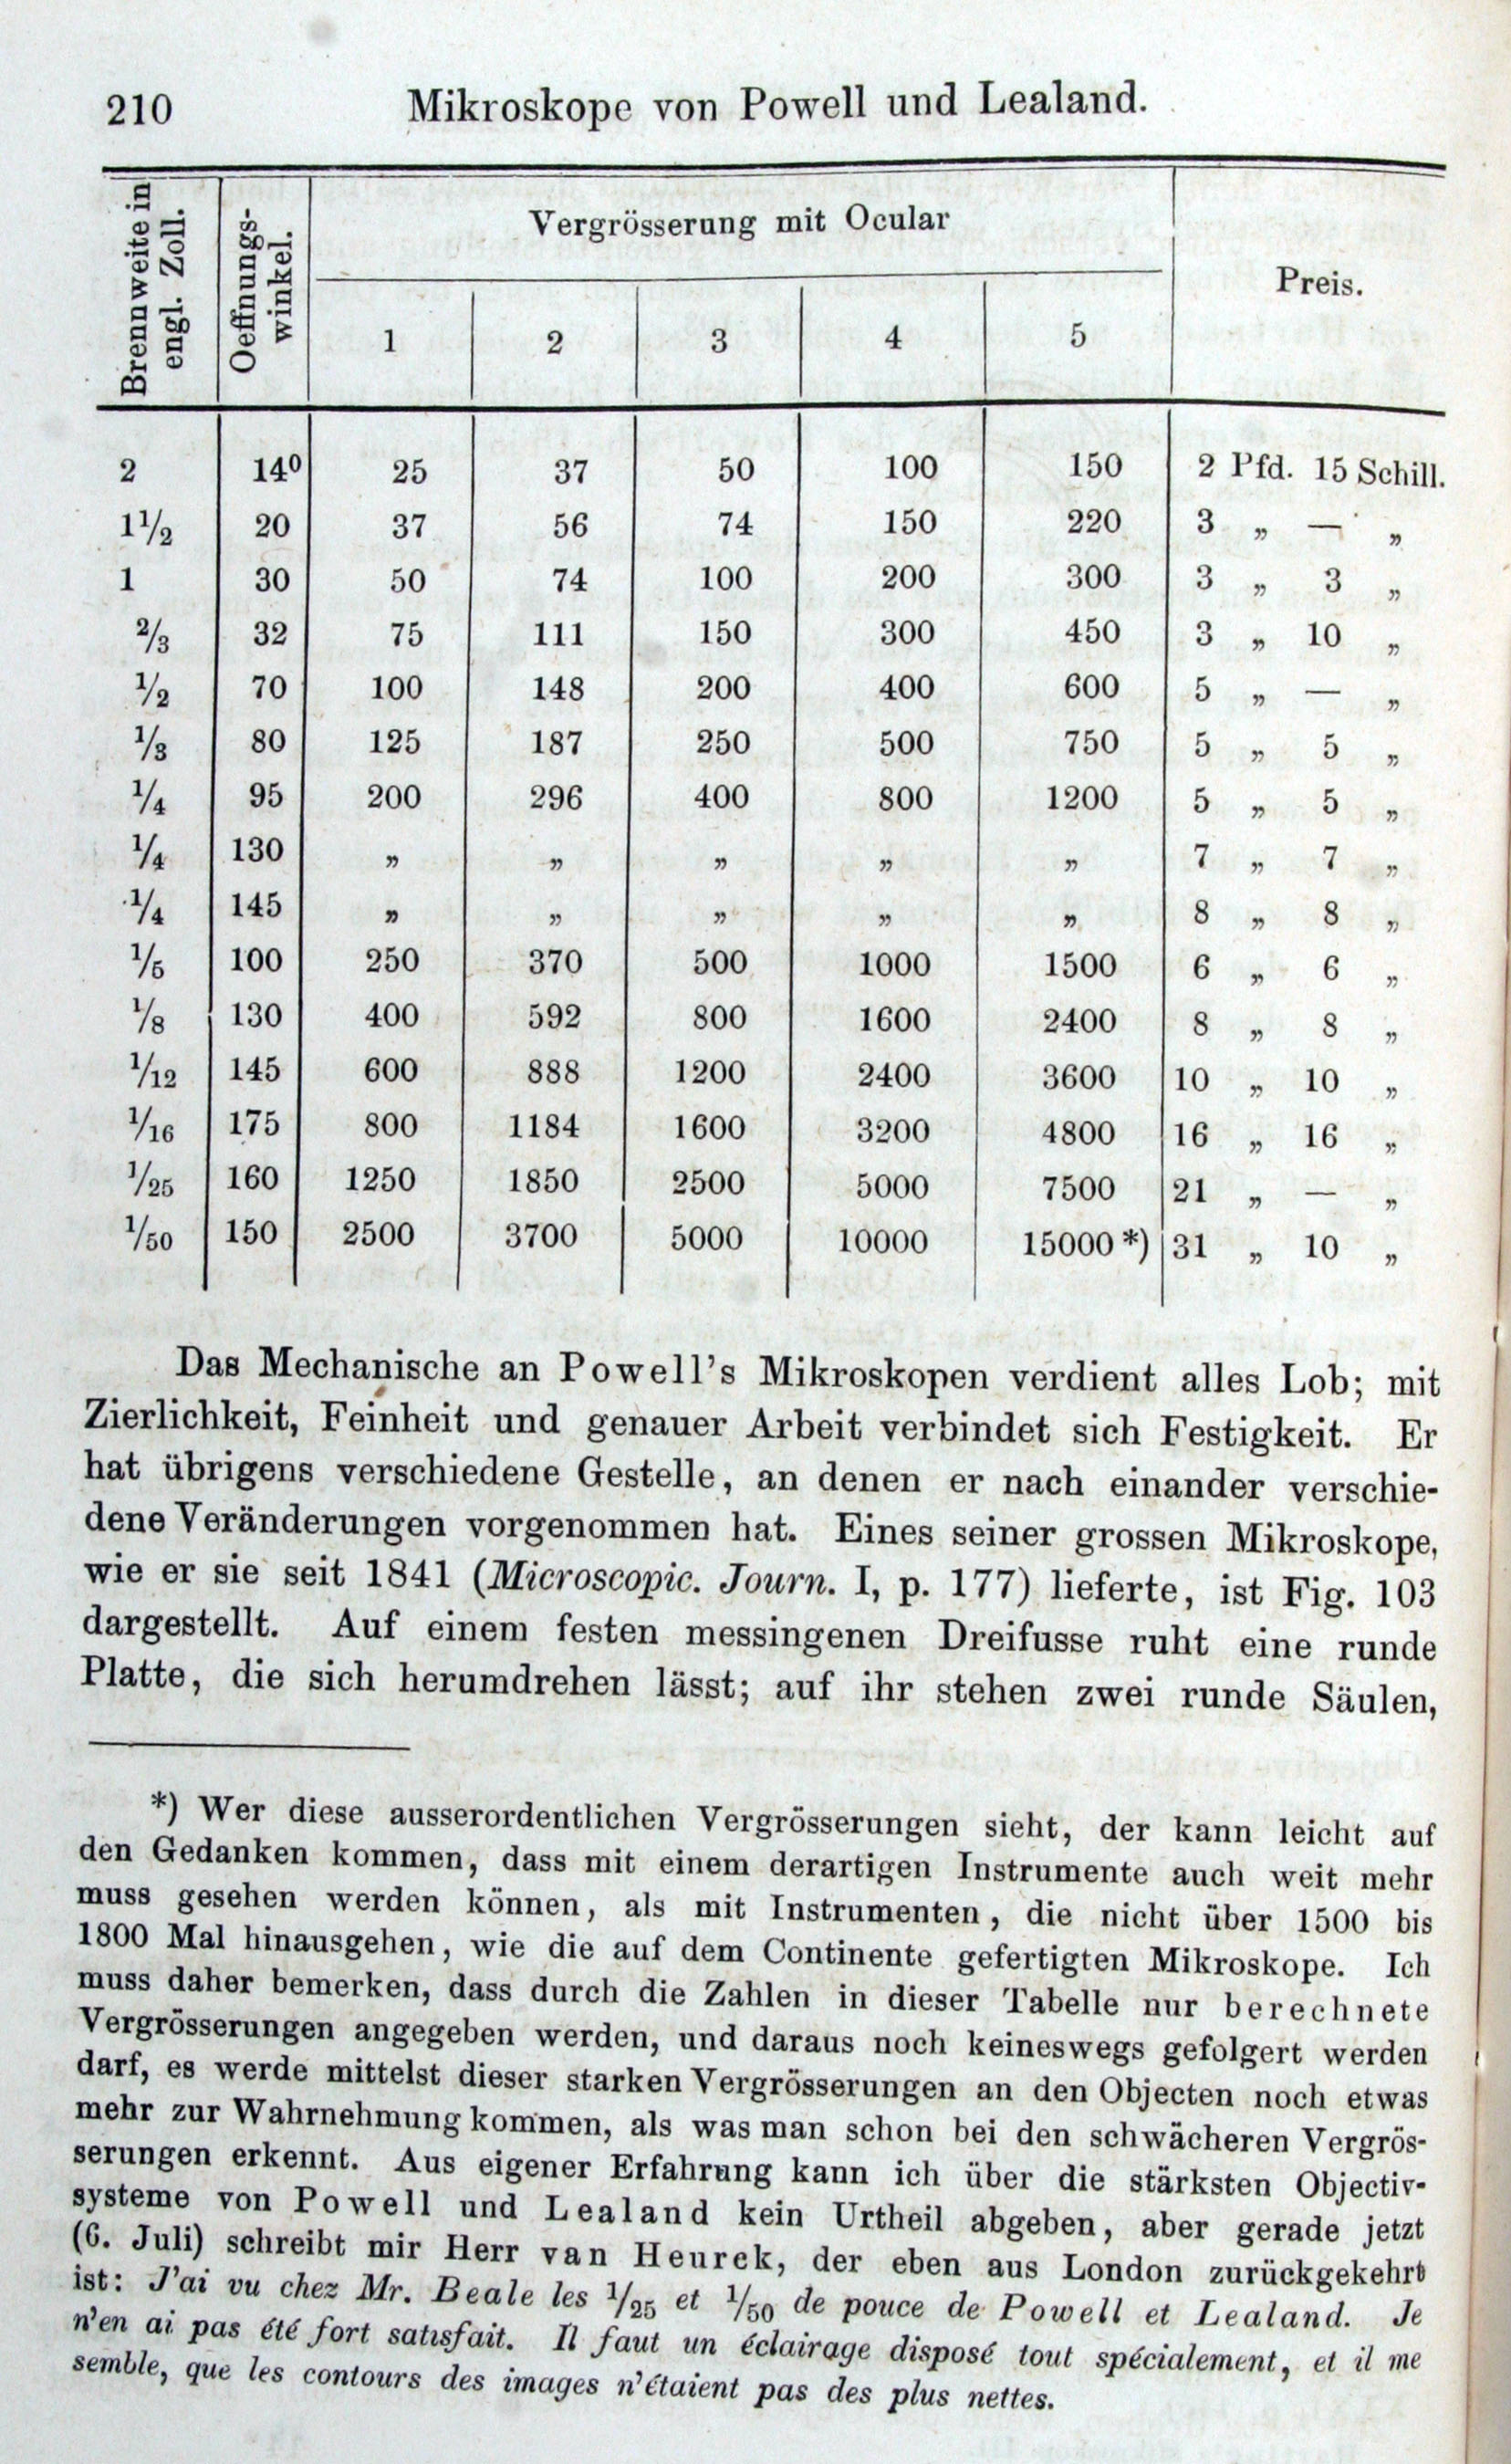 210
Mikroskope von Powell und Lealand.
Brennweite in
engl. Zoll.
Oeffnungs-
winkel.
Vergrösserung mit Ocular
Preis.
1 2 3 4 5
2 14⁰ 25 37 50 100 150 2 Pfd. 15 Schill.
1½ 20 37 56 74 150 220 3 „ — „
1 30 50 74 100 200 300 3 „ 3 „
2/3 32 75 111 150 300 450 3 „ 10 „
1/2 70 100 148 200 400 600 5 „ — „
1/3 80 125 187 250 500 750 5 „ 5 „
1/4 95 200 296 400 800 1200 5 „ 5 „
1/4 130 „ „ „ „ „ 7 „ 7 „
1/4 145 „ „ „ „ „ 8 „ 8 „
1/5 100 250 370 500 1000 1500 6 „ 6 „
1/8 130 400 592 800 1600 2400 8 „ 8 „
1/12 145 600 888 1200 2400 3600 10 „ 10 „
1/16 175 800 1184 1600 3200 4800 16 „ 16 „
1/25 160 1250 1850 2500 5000 7500 21 „ — „
1/50 150 2500 3700 5000 10000 15000 *) 31 „ 10 „
Das Mechanische an Powell's Mikroskopen verdient alles Lob; mit
Zierlichkeit, Feinheit und genauer Arbeit verbindet sich Festigkeit. Er
hat übrigens verschiedene Gestelle, an denen er nach einander verschie-
dene Veränderungen vorgenommen hat. Eines seiner grossen Mikroskope,
wie er sie seit 1841 (Microscopic. Journ. I, p. 177) lieferte, ist Fig. 103
dargestellt. Auf einem festen messingenen Dreifusse ruht eine runde
Platte, die sich herumdrehen lässt; auf ihr stehen zwei runde Säulen,
*) Wer diese ausserordentlichen Vergrösserungen sieht, der kann leicht auf
den Gedanken kommen, dass mit einem derartigen Instrumente auch weit mehr
muss gesehen werden können, als mit Instrumenten, die nicht über 1500 bis
1800 Mal hinausgehen, wie die auf dem Continente gefertigten Mikroskope. Ich
muss daher bemerken, dass durch die Zahlen in dieser Tabelle nur berechnete
Vergrösserungen angegeben werden, und daraus noch keineswegs gefolgert werden
darf, es werde mittelst dieser starken Vergrösserungen an den Objecten noch etwas
mehr zur Wahrnehmung kommen, als was man schon bei den schwächeren Vergrös-
serungen erkennt. Aus eigener Erfahrung kann ich über die stärksten Objectiv-
systeme von Powell und Lealand kein Urtheil abgeben, aber gerade jetzt
(6. Juli) schreibt mir Herr van Heurek, der eben aus London zurückgekehrt
ist: J'ai vu chez Mr. Beale les 1/25 et 1/50 de pouce de Powell et Lealand. Je
n'en ai pas été fort satisfait. Il faut un éclairage disposé tout spécialement, et il me
semble, que les contours des images n'étaient pas des plus nettes.